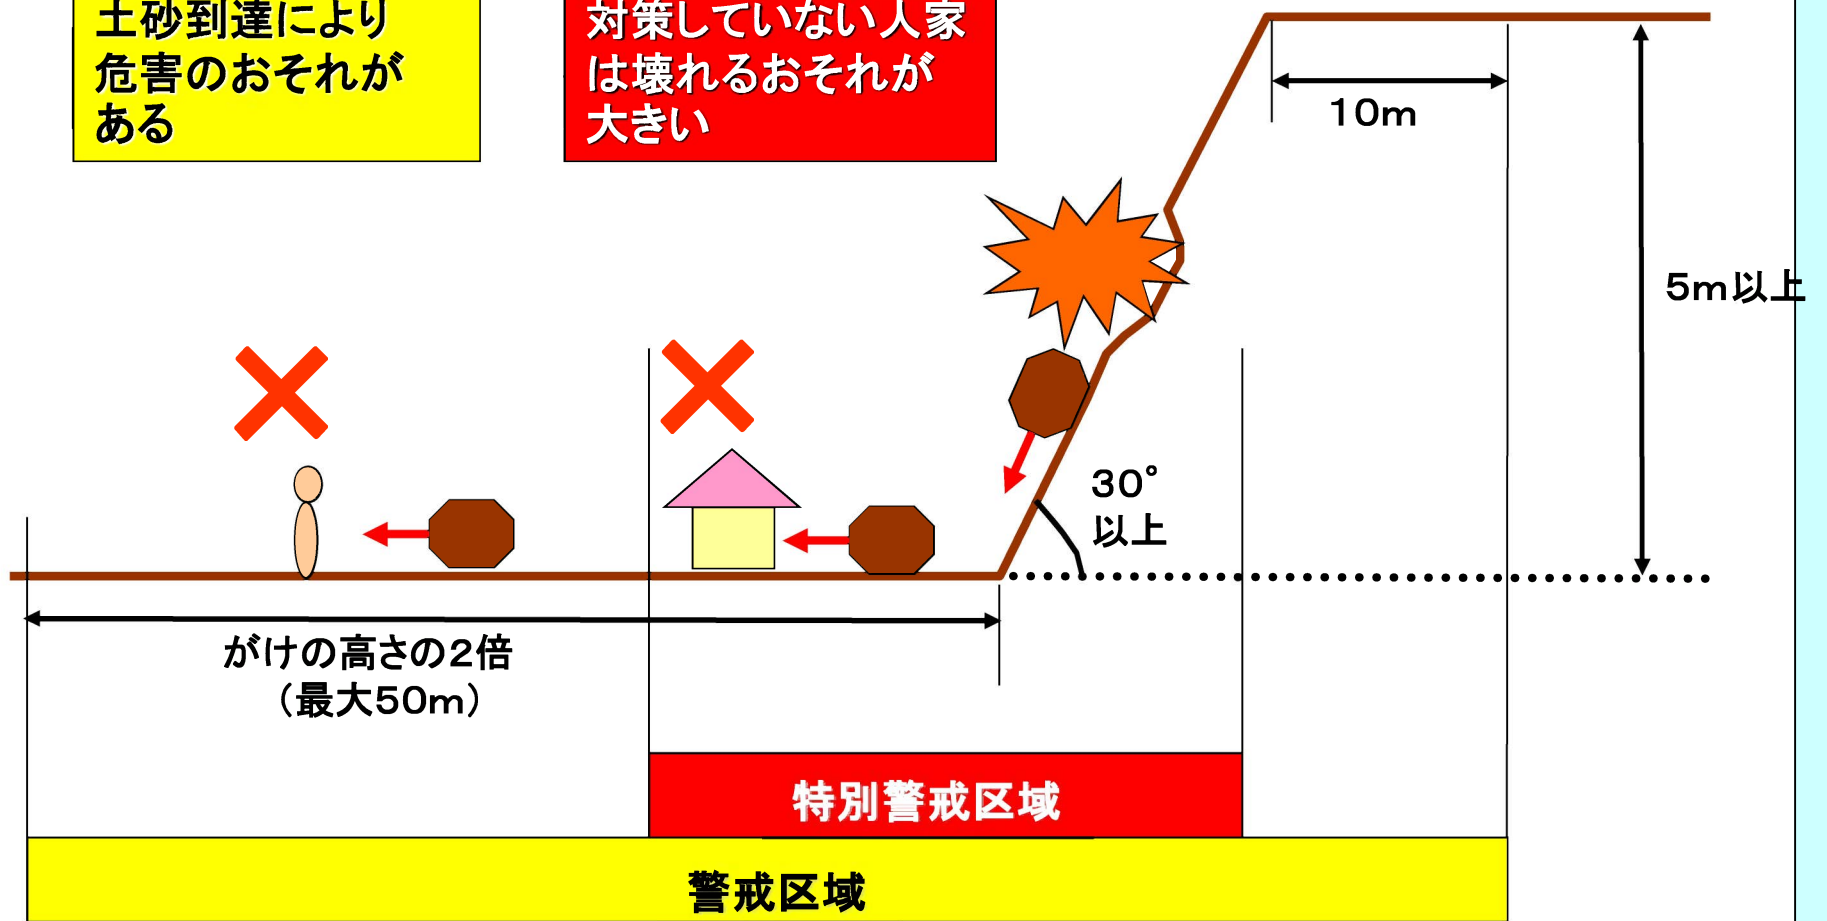 土砂到達により
危害のおそれが
ある
対策していない人家
は壊れるおそれが
大きい
10m
5m以上
30°
以上
がけの高さの2倍
（最大50m）
特別警戒区域
警戒区域